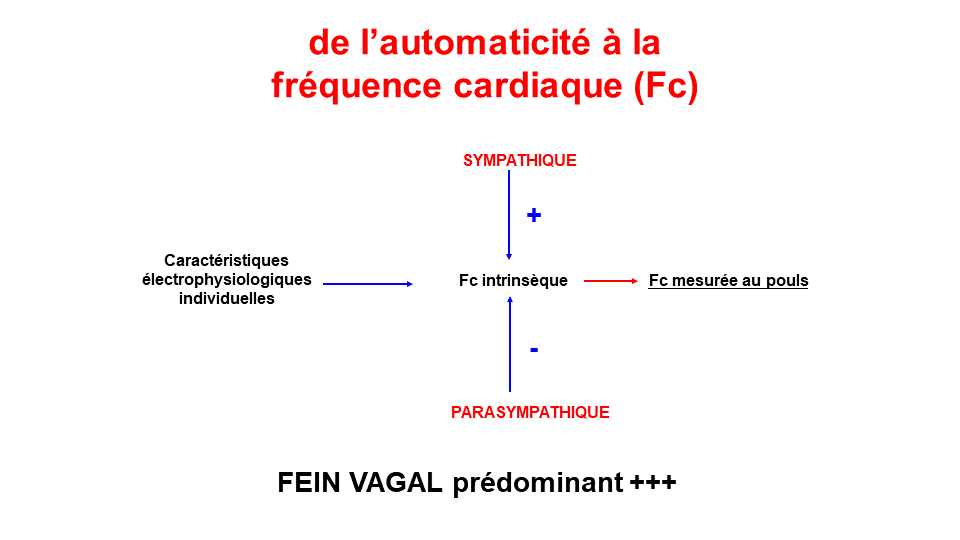 de l’automaticité à la
fréquence cardiaque (Fc)
SYMPATHIQUE
+
Caractéristiques
électrophysiologiques
individuelles
Fc intrinsèque
Fc mesurée au pouls
-
PARASYMPATHIQUE
FEIN VAGAL prédominant +++